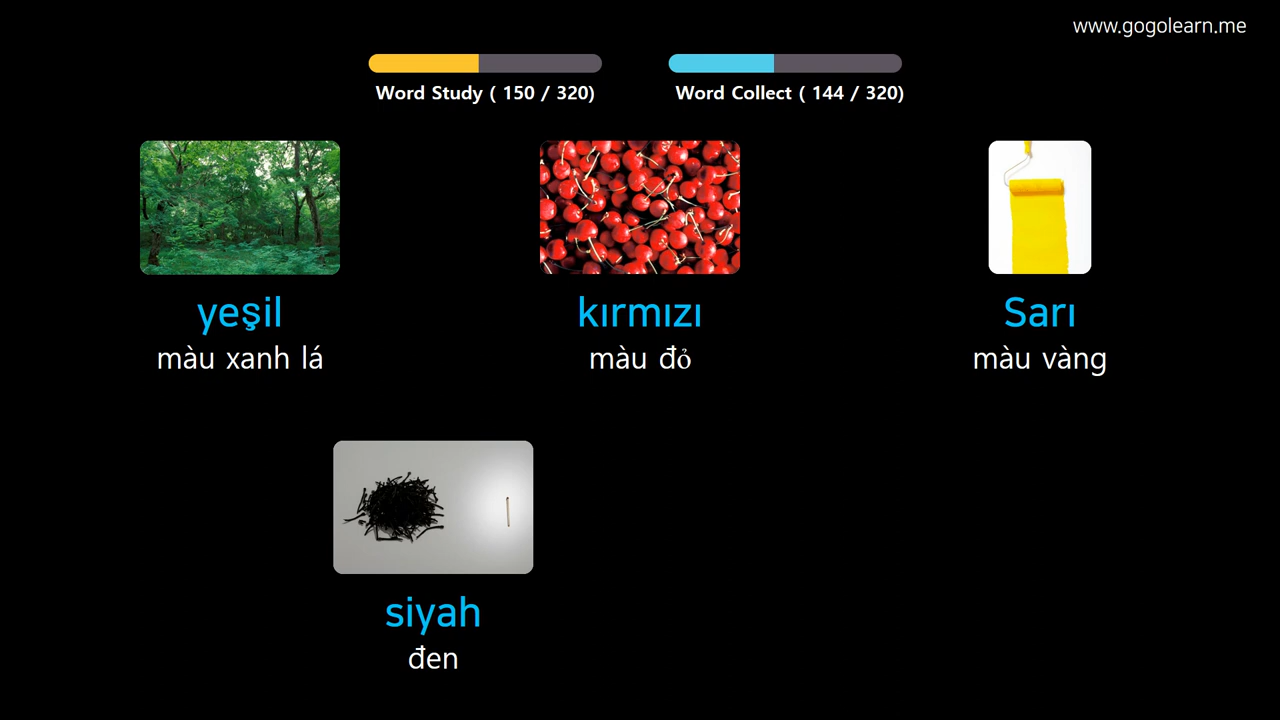 www.gogolearn.me
Word Study ( 150 / 320)
Word Collect ( 144 / 320)
yeşil
màu xanh lá
kırmızı
màu đỏ
Sarı
màu vàng
siyah
đen